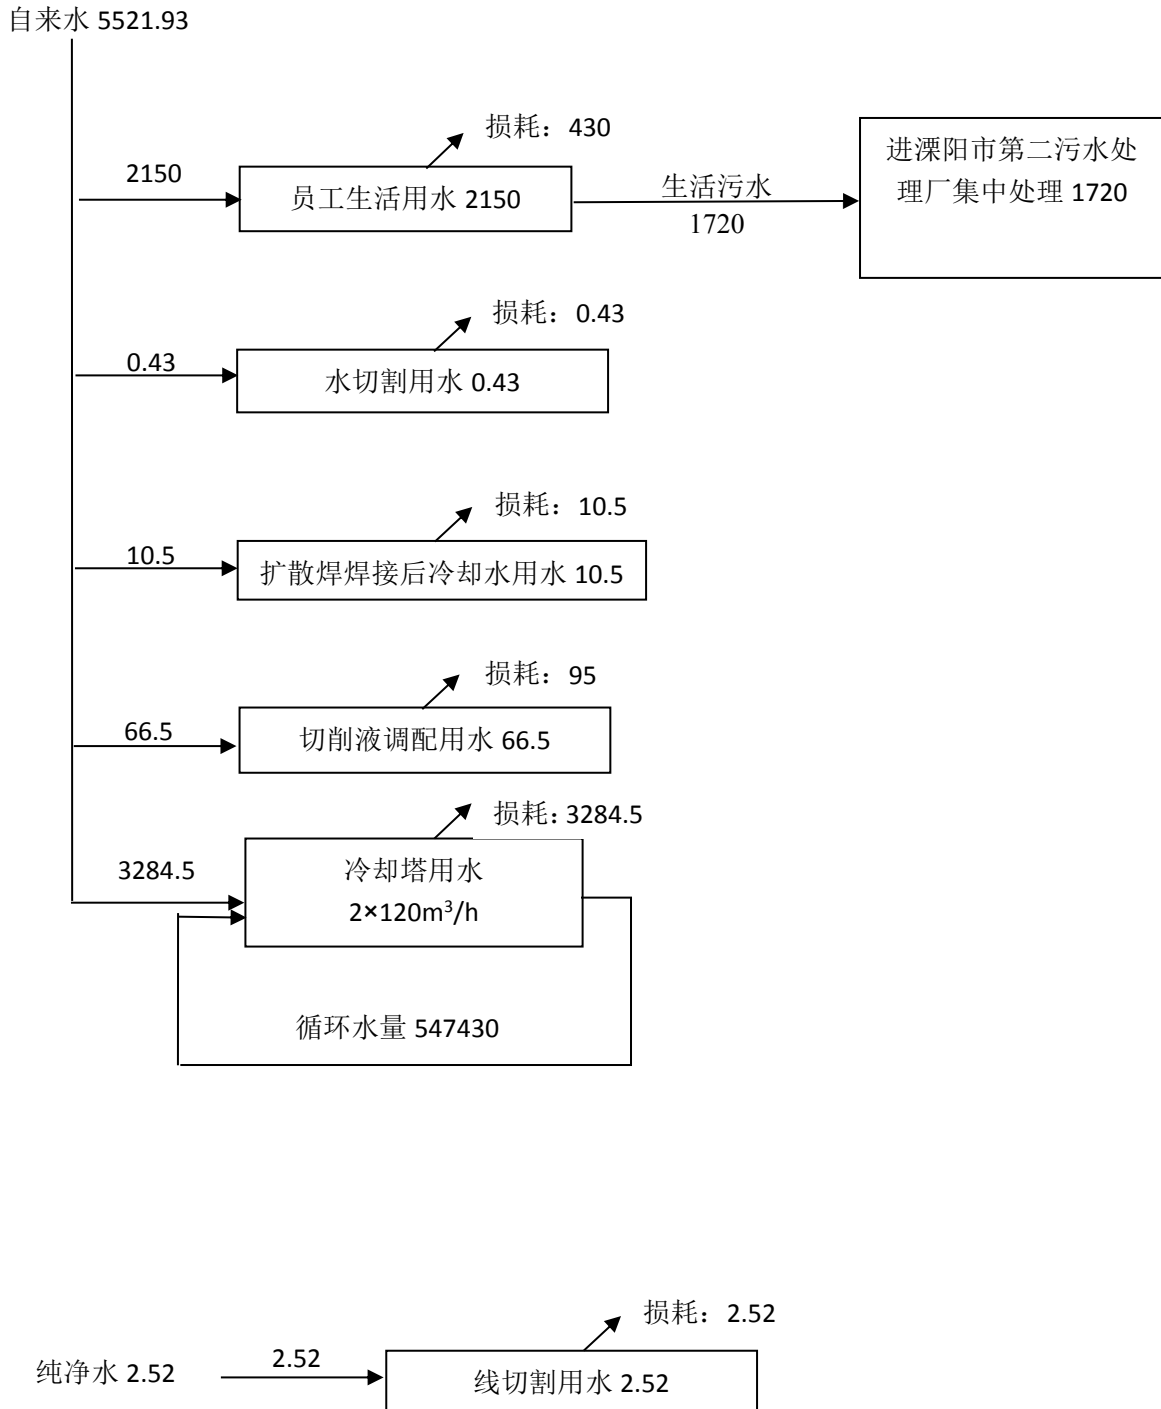 自来水 5521.93
损耗：430
2150
员工生活用水 2150
生活污水
1720
进溧阳市第二污水处
理厂集中处理 1720
损耗：0.43
0.43
水切割用水 0.43
损耗：10.5
10.5
扩散焊焊接后冷却水用水 10.5
损耗：95
66.5
切削液调配用水 66.5
损耗：3284.5
3284.5
冷却塔用水
2×120m³/h
循环水量 547430
损耗：2.52
纯净水 2.52
2.52
线切割用水 2.52